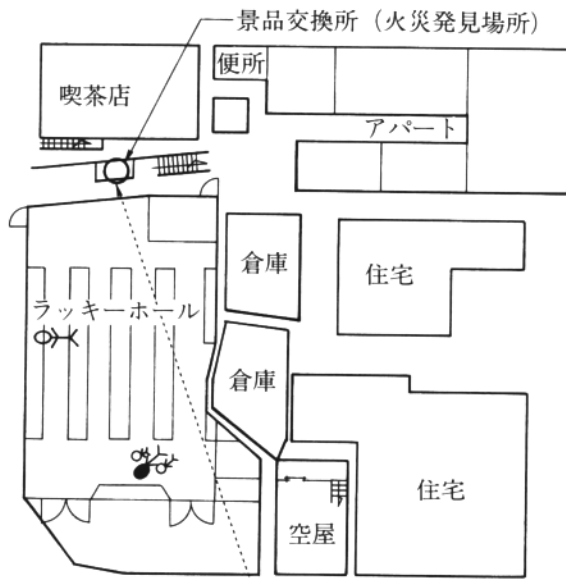 景品交換所（火災発見場所）
便所
喫茶店
アパート
倉庫
住宅
ラッキーホール
倉庫
住宅
空屋